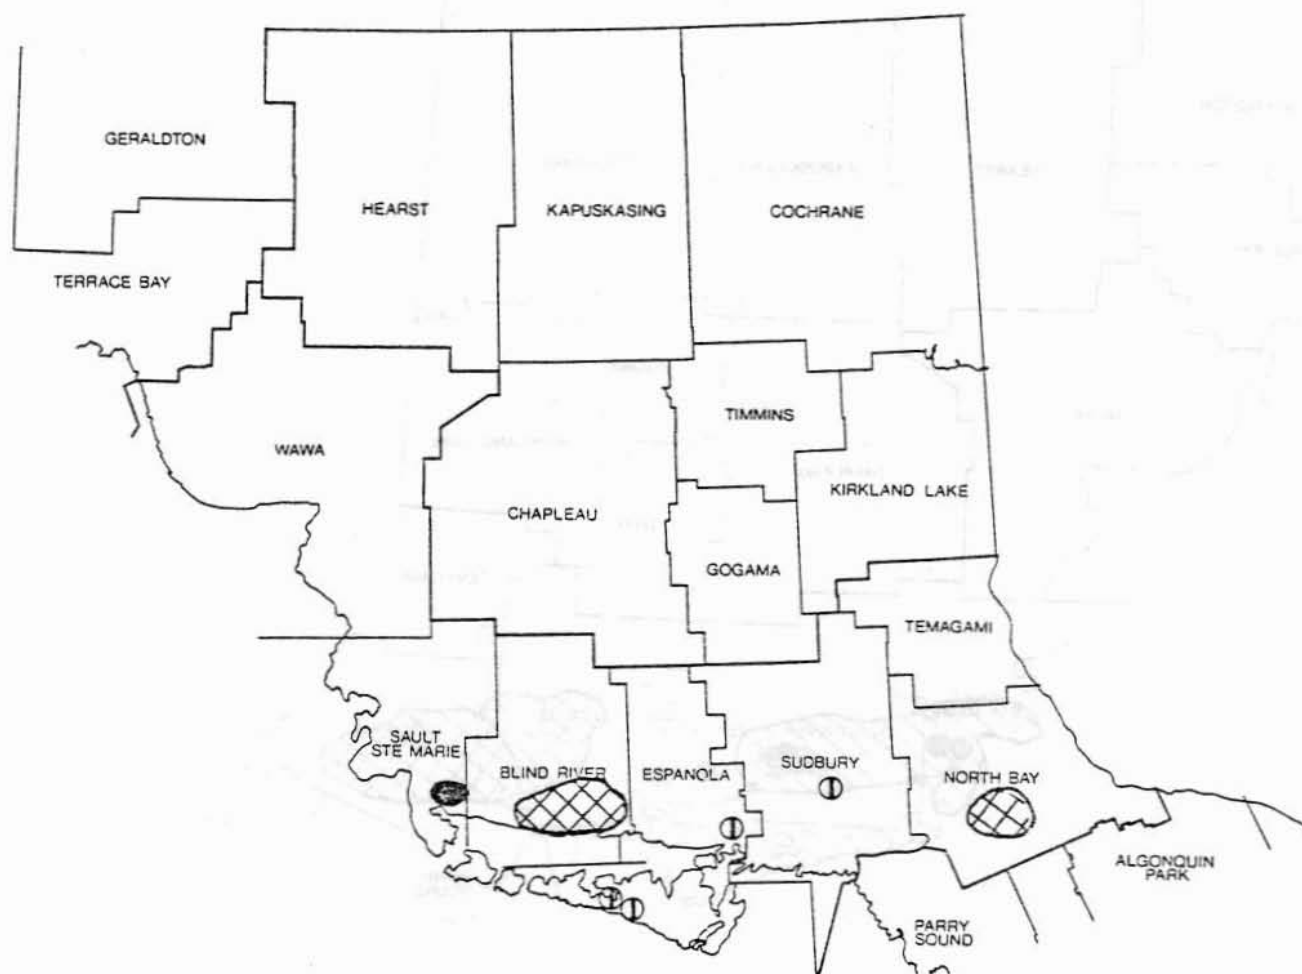 GERALDTON
HEARST
KAPUSKASING
COCHRANE
TERRACE BAY
TIMMINS
WAWA
KIRKLAND LAKE
CHAPLEAU
GOGAMA
TEMAGAMI
SAULT
STE MARIE
BLIND RIVER
ESPANOLA
SUDBURY
NORTH BAY
ALGONQUIN
PARK
PARRY
SOUND